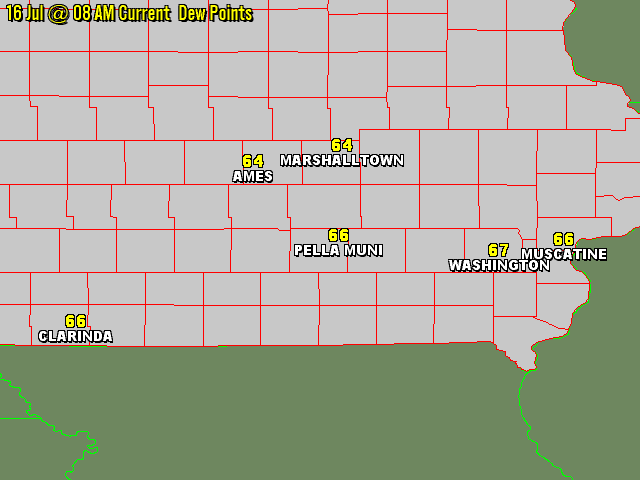 16 Jul @ 08 AM Current Dew Points
64
MARSHALLTOWN
64
AMES
66
PELLA MUNI
66
MUSCATINE
67
WASHINGTON
66
CLARINDA